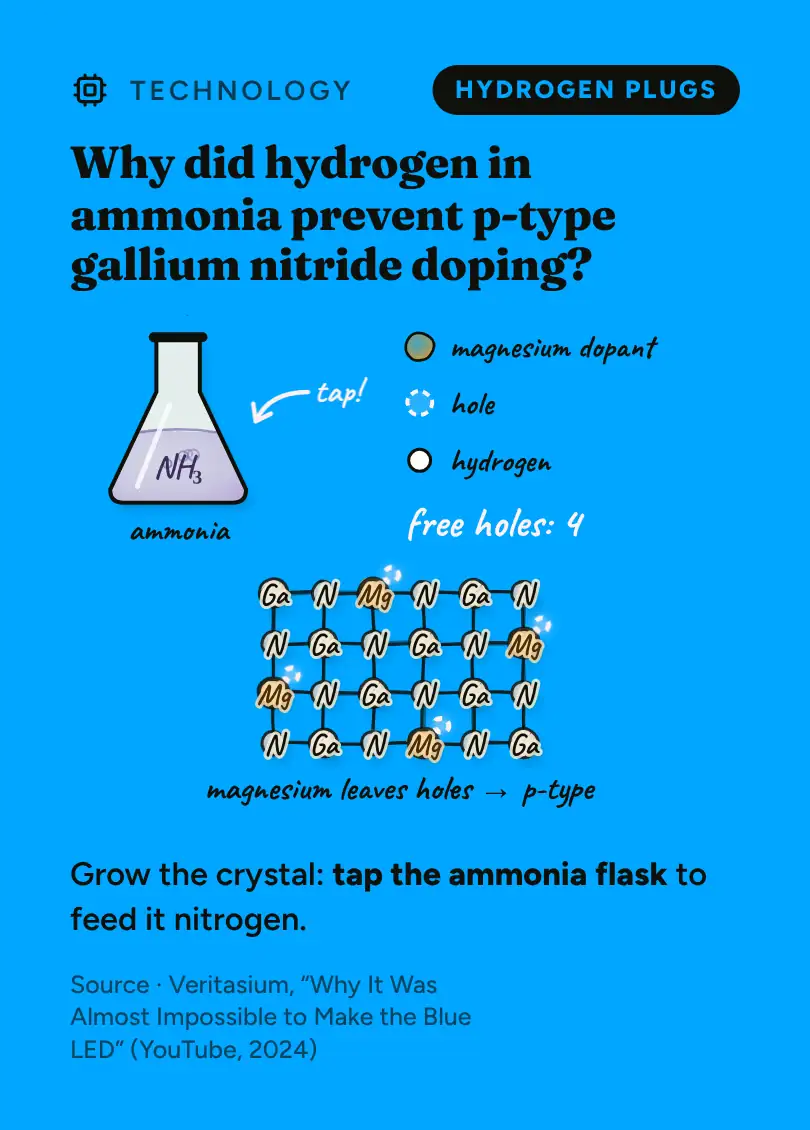 TECHNOLOGY
HYDROGEN PLUGS
Why did hydrogen in
ammonia prevent p-type
gallium nitride doping?
magnesium dopant
tap!
hole
NH3
hydrogen
ammonia
free holes: 4
Ga N Mg N Ga N
N Ga N Ga N Mg
Mg N Ga N Ga N
N Ga N Mg N Ga
magnesium leaves holes → p-type
Grow the crystal: tap the ammonia flask to
feed it nitrogen.
Source · Veritasium, “Why It Was
Almost Impossible to Make the Blue
LED” (YouTube, 2024)